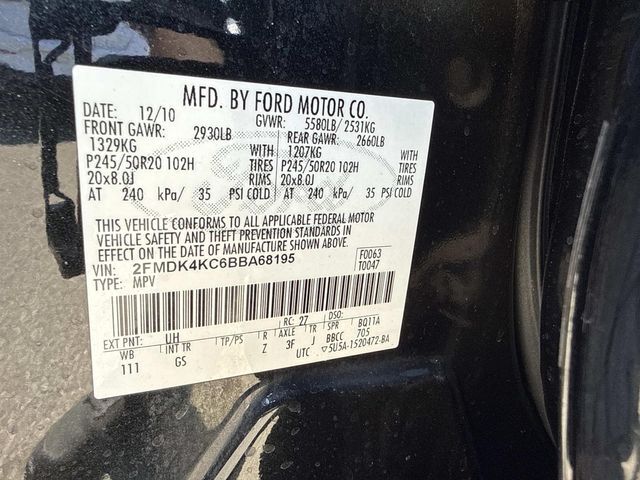 MFD. BY FORD MOTOR CO.
DATE: 12/10 GVWR: 5580LB/ 2531KG
FRONT GAWR: 2930LB REAR GAWR: 2660LB
1329KG WITH 1207KG WITH
P245/50R20 102H TIRES P245/50R20 102H TIRES
20x8.0J RIMS 20x8.0J RIMS
AT 240 kPa/ 35 PSI COLD AT 240 kPa/ 35 PSI COLD
THIS VEHICLE CONFORMS TO ALL APPLICABLE FEDERAL MOTOR
VEHICLE SAFETY AND THEFT PREVENTION STANDARDS IN
EFFECT ON THE DATE OF MANUFACTURE SHOWN ABOVE.
VIN: 2FMDK4KC6BBA68195 F0063
TYPE: MPV T0047
EXT PNT: UH RC: 27 DSO:
WB INT TR TP/PS R AXLE TR SPR BQ11A
111 GS Z 3F J BBCC 705
UTC ▽5U5A-1520472-BA